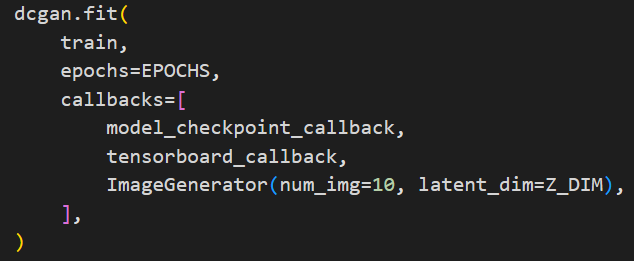 dcgan.fit(
    train,
    epochs=EPOCHS,
    callbacks=[
        model_checkpoint_callback,
        tensorboard_callback,
        ImageGenerator(num_img=10, latent_dim=Z_DIM),
    ],
)